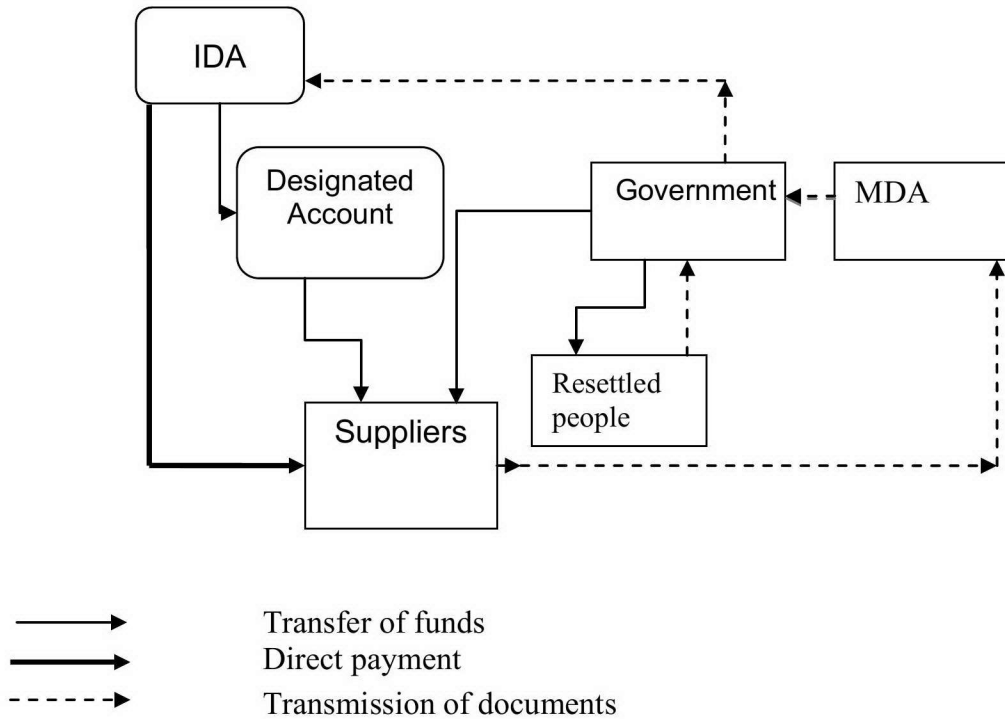 IDA
Designated
Account
Government
MDA
Resettled
people
Suppliers
Transfer of funds
Direct payment
Transmission of documents